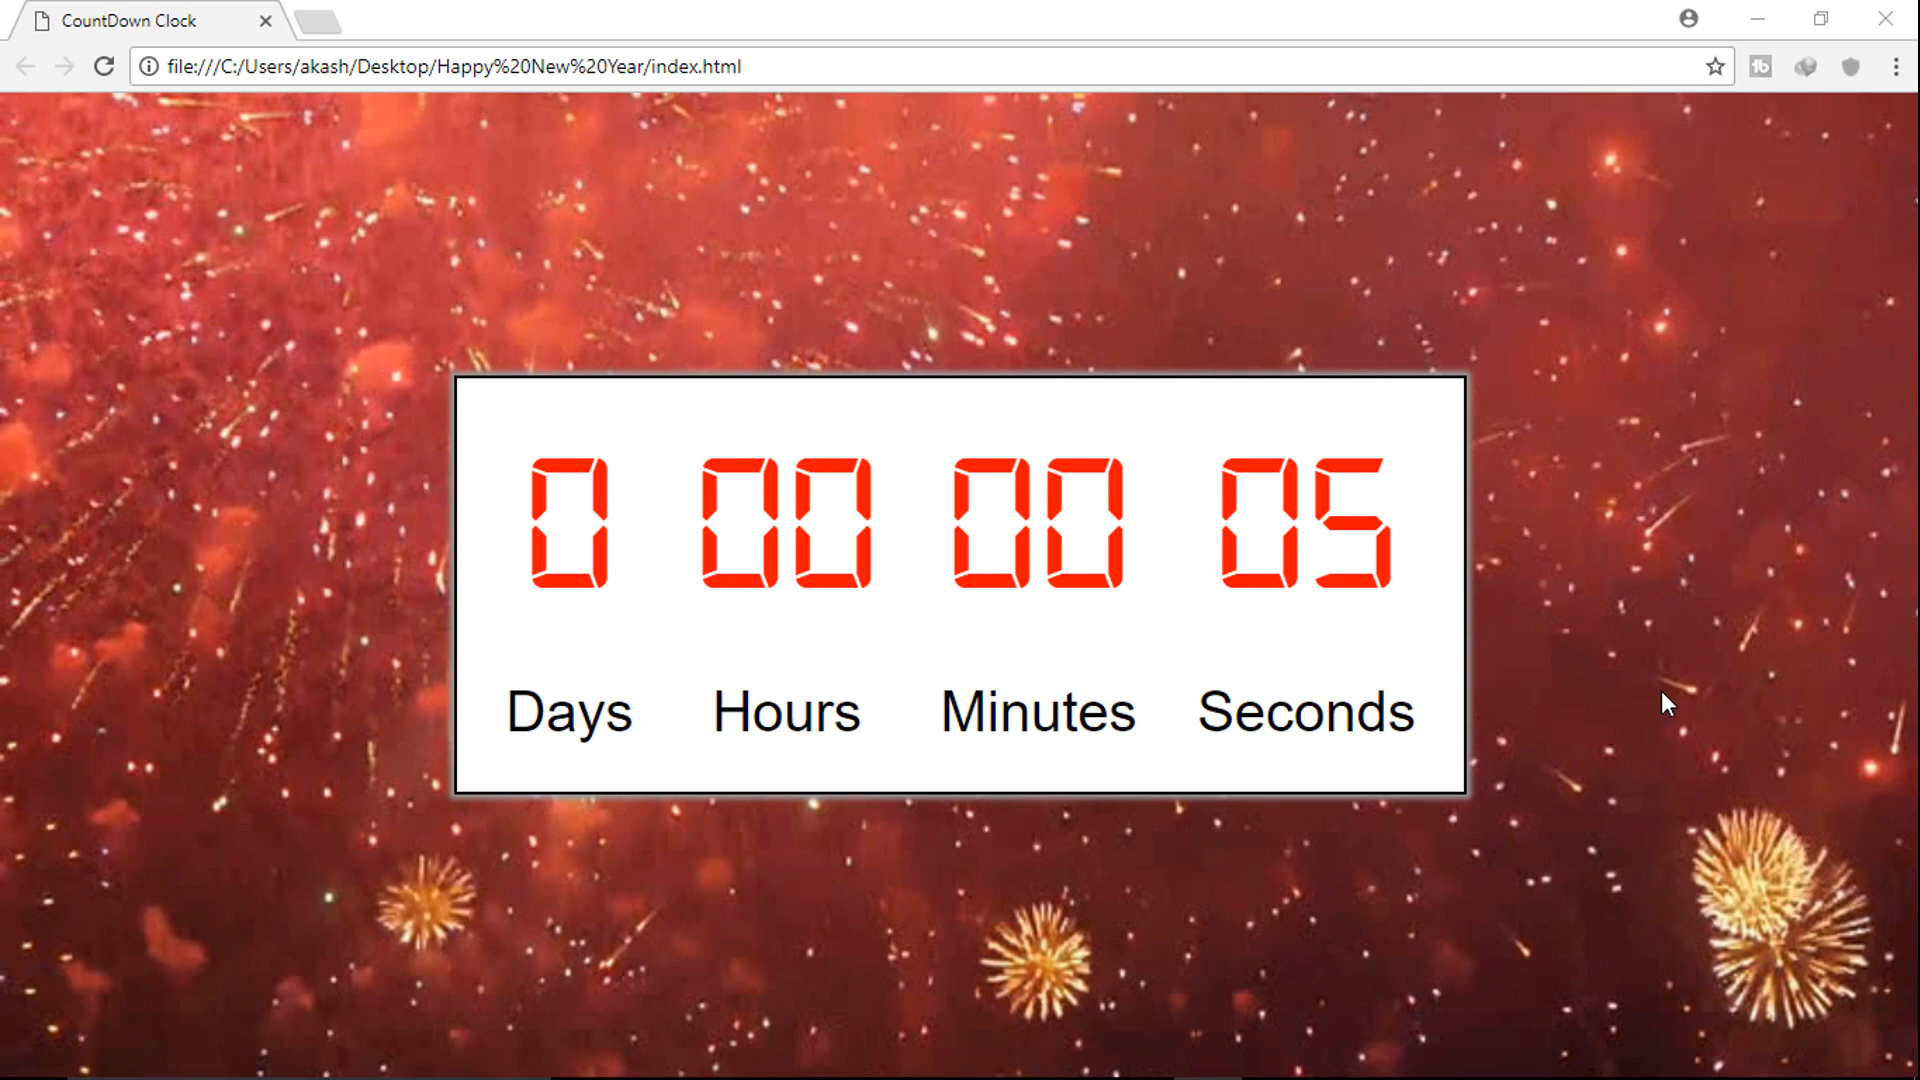 CountDown Clock
file:///C:/Users/akash/Desktop/Happy%20New%20Year/index.html
0 00 00 05
Days Hours Minutes Seconds